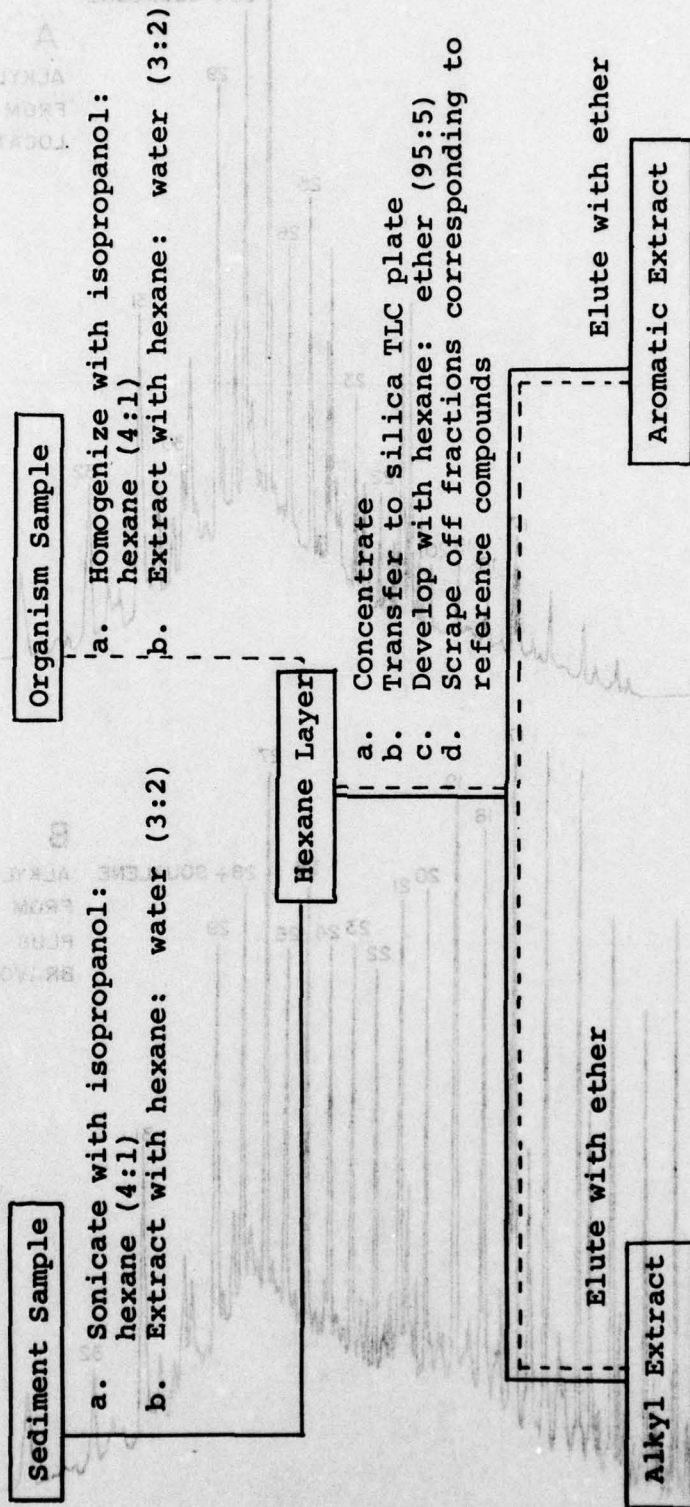 Sediment Sample
a. Sonicate with isopropanol:
hexane (4:1)
b. Extract with hexane: water (3:2)
Organism Sample
a. Homogenize with isopropanol:
hexane (4:1)
b. Extract with hexane: water (3:2)
Hexane Layer
a. Concentrate
b. Transfer to silica TLC plate
c. Develop with hexane: ether (95:5)
d. Scrape off fractions corresponding to
reference compounds
Elute with ether
Elute with ether
Alkyl Extract
Aromatic Extract